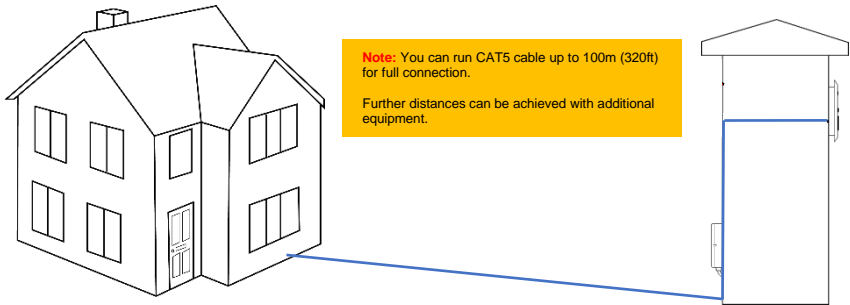 Note: You can run CAT5 cable up to 100m (320ft)
for full connection.
Further distances can be achieved with additional
equipment.